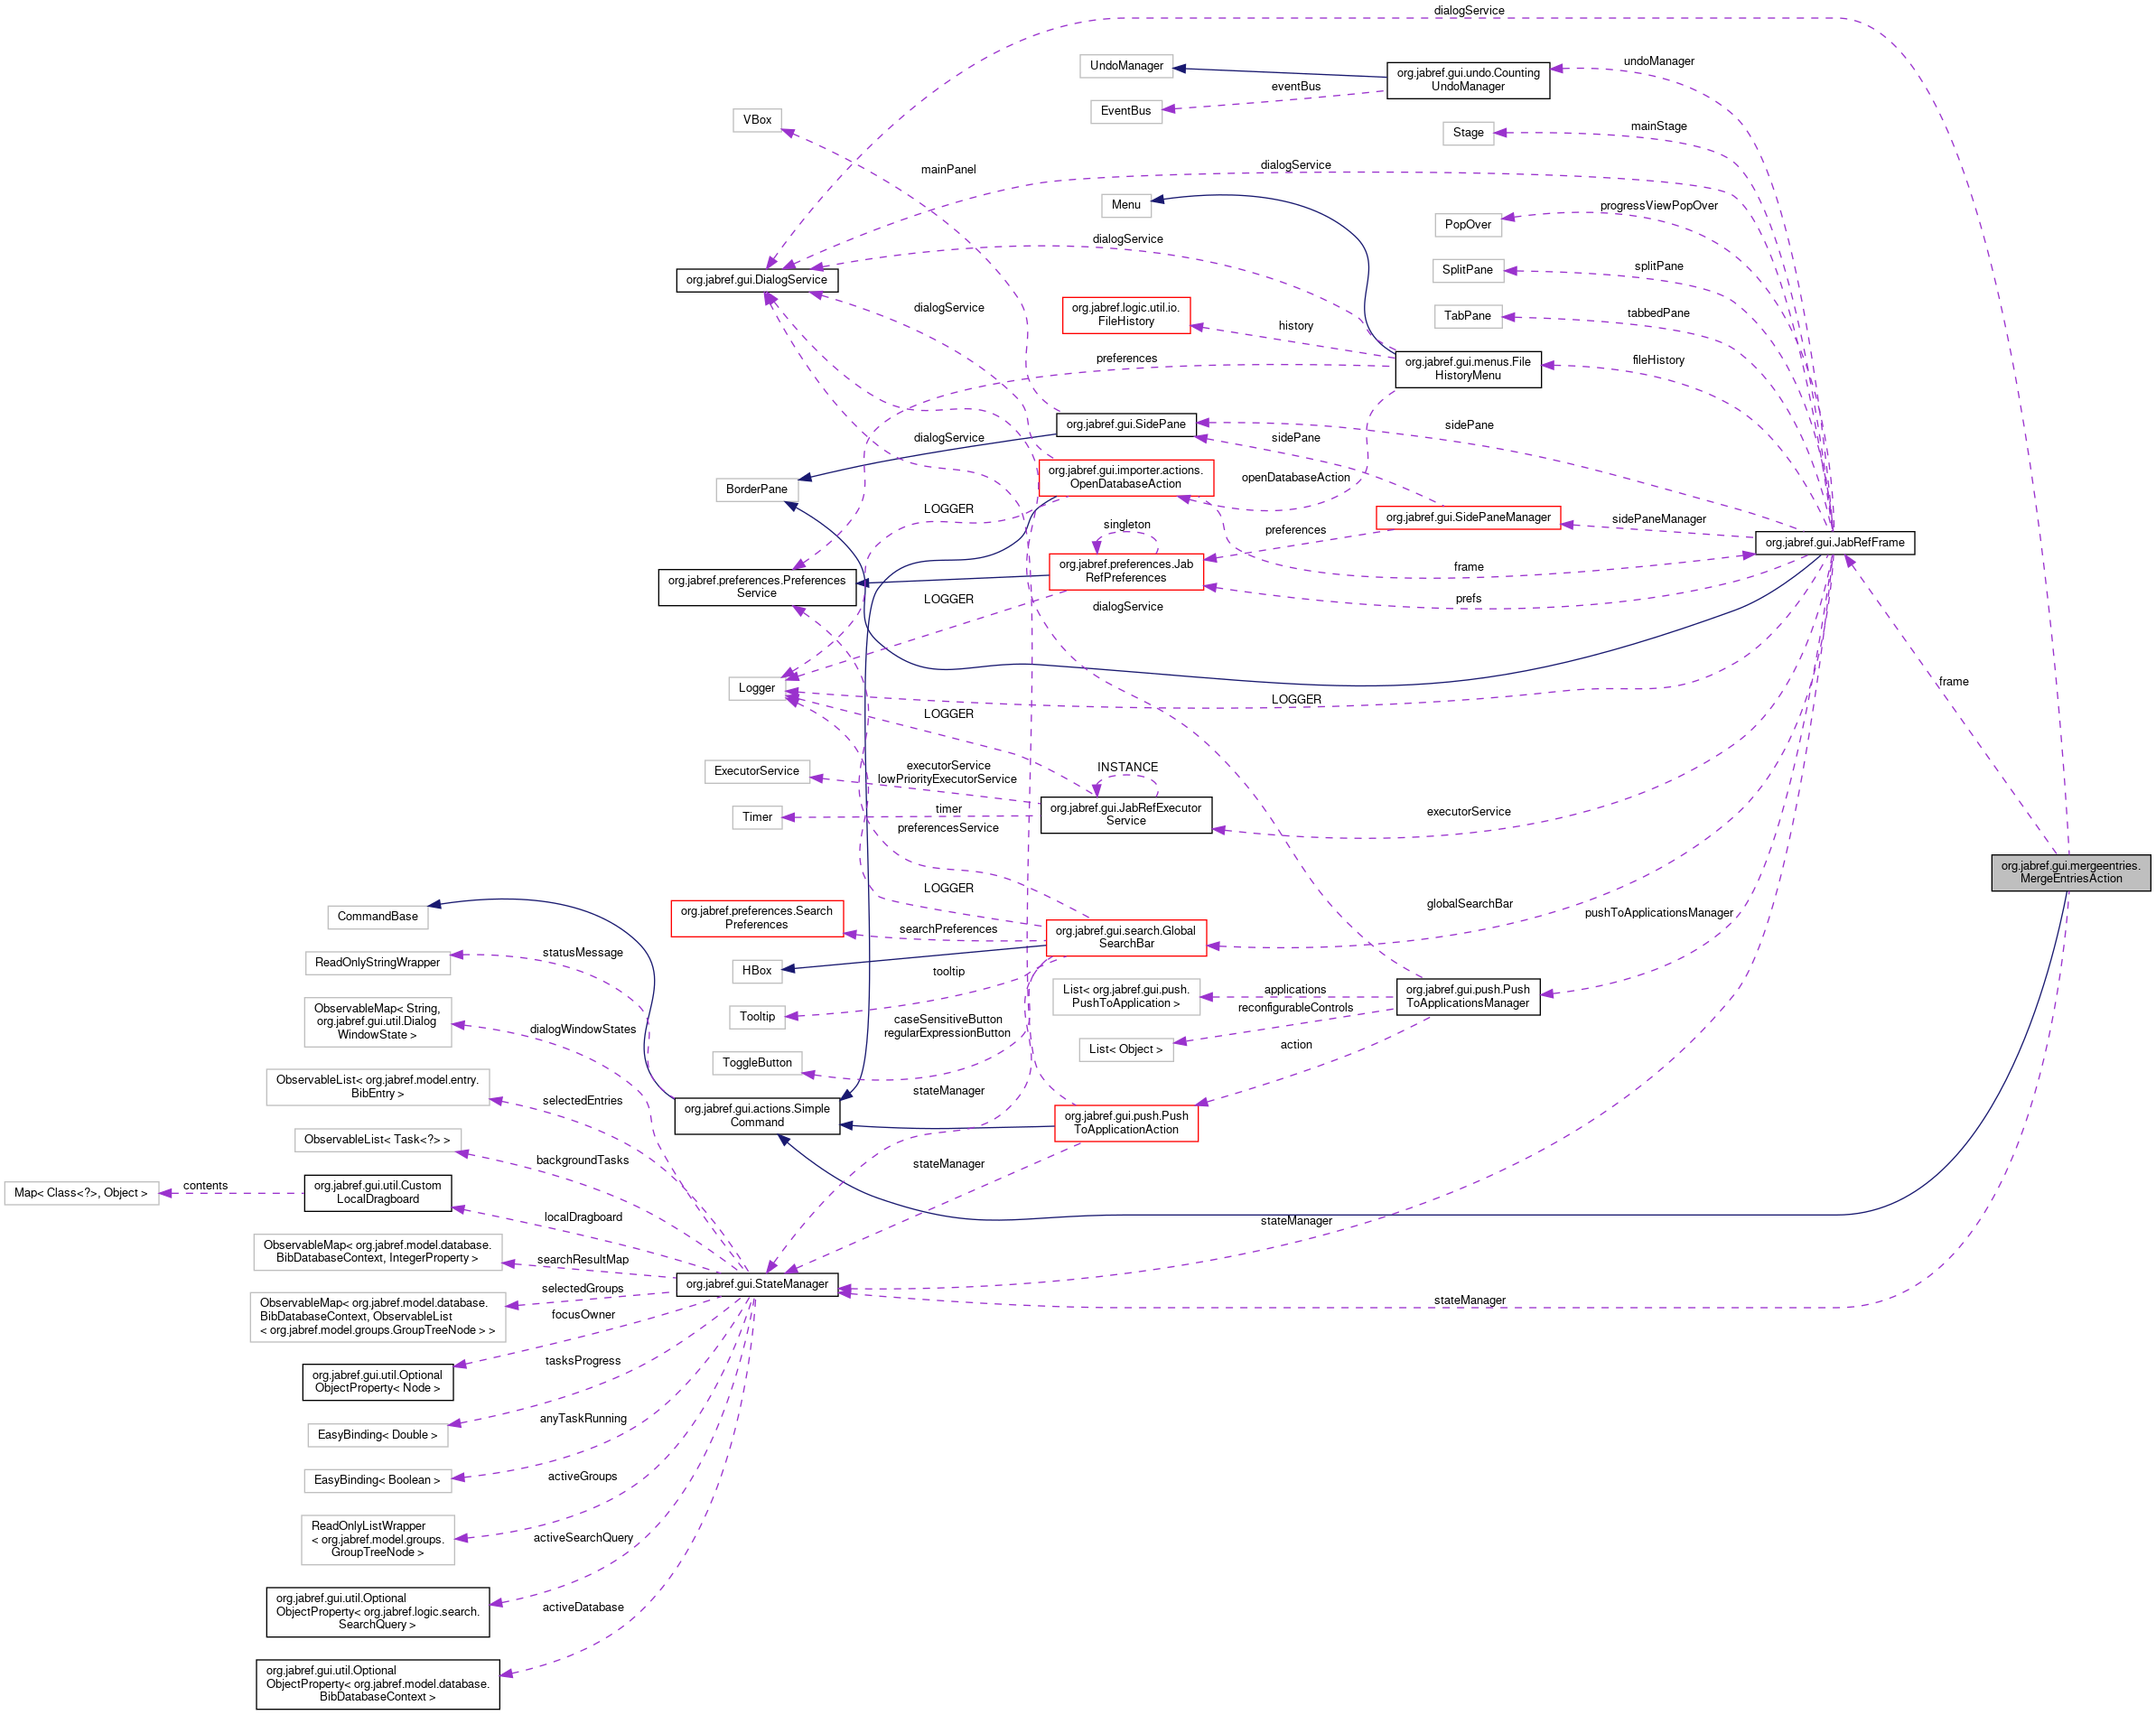 dialogService
UndoManager
org.jabref.gui.undo.Counting
UndoManager
undoManager
eventBus
EventBus
VBox
Stage
mainStage
mainPanel
dialogService
Menu
progressViewPopOver
PopOver
dialogService
splitPane
SplitPane
org.jabref.gui.DialogService
dialogService
org.jabref.logic.util.io.
FileHistory
history
TabPane
tabbedPane
preferences
org.jabref.gui.menus.File
HistoryMenu
fileHistory
org.jabref.gui.SidePane
sidePane
sidePane
dialogService
org.jabref.gui.importer.actions.
OpenDatabaseAction
openDatabaseAction
BorderPane
LOGGER
singleton
preferences
org.jabref.gui.SidePaneManager
sidePaneManager
org.jabref.gui.JabRefFrame
org.jabref.preferences.Preferences
Service
org.jabref.preferences.Jab
RefPreferences
frame
LOGGER
dialogService
prefs
Logger
LOGGER
frame
LOGGER
ExecutorService
executorService
lowPriorityExecutorService
INSTANCE
Timer
timer
org.jabref.gui.JabRefExecutor
Service
executorService
preferencesService
org.jabref.gui.mergeentries.
MergeEntriesAction
CommandBase
org.jabref.preferences.Search
Preferences
LOGGER
searchPreferences
org.jabref.gui.search.Global
SearchBar
globalSearchBar
pushToApplicationsManager
ReadOnlyStringWrapper
statusMessage
HBox
tooltip
Tooltip
List< org.jabref.gui.push.
PushToApplication >
applications
reconfigurableControls
org.jabref.gui.push.Push
ToApplicationsManager
ObservableMap< String,
org.jabref.gui.util.Dialog
WindowState >
dialogWindowStates
caseSensitiveButton
regularExpressionButton
List< Object >
action
ToggleButton
ObservableList< org.jabref.model.entry.
BibEntry >
selectedEntries
stateManager
org.jabref.gui.actions.Simple
Command
org.jabref.gui.push.Push
ToApplicationAction
ObservableList< Task<?> >
backgroundTasks
stateManager
Map< Class<?>, Object >
contents
org.jabref.gui.util.Custom
LocalDragboard
localDragboard
stateManager
ObservableMap< org.jabref.model.database.
BibDatabaseContext, IntegerProperty >
searchResultMap
org.jabref.gui.StateManager
stateManager
ObservableMap< org.jabref.model.database.
BibDatabaseContext, ObservableList
< org.jabref.model.groups.GroupTreeNode > >
selectedGroups
focusOwner
org.jabref.gui.util.Optional
ObjectProperty< Node >
tasksProgress
EasyBinding< Double >
anyTaskRunning
EasyBinding< Boolean >
activeGroups
ReadOnlyListWrapper
< org.jabref.model.groups.
GroupTreeNode >
activeSearchQuery
org.jabref.gui.util.Optional
ObjectProperty< org.jabref.logic.search.
SearchQuery >
activeDatabase
org.jabref.gui.util.Optional
ObjectProperty< org.jabref.model.database.
BibDatabaseContext >